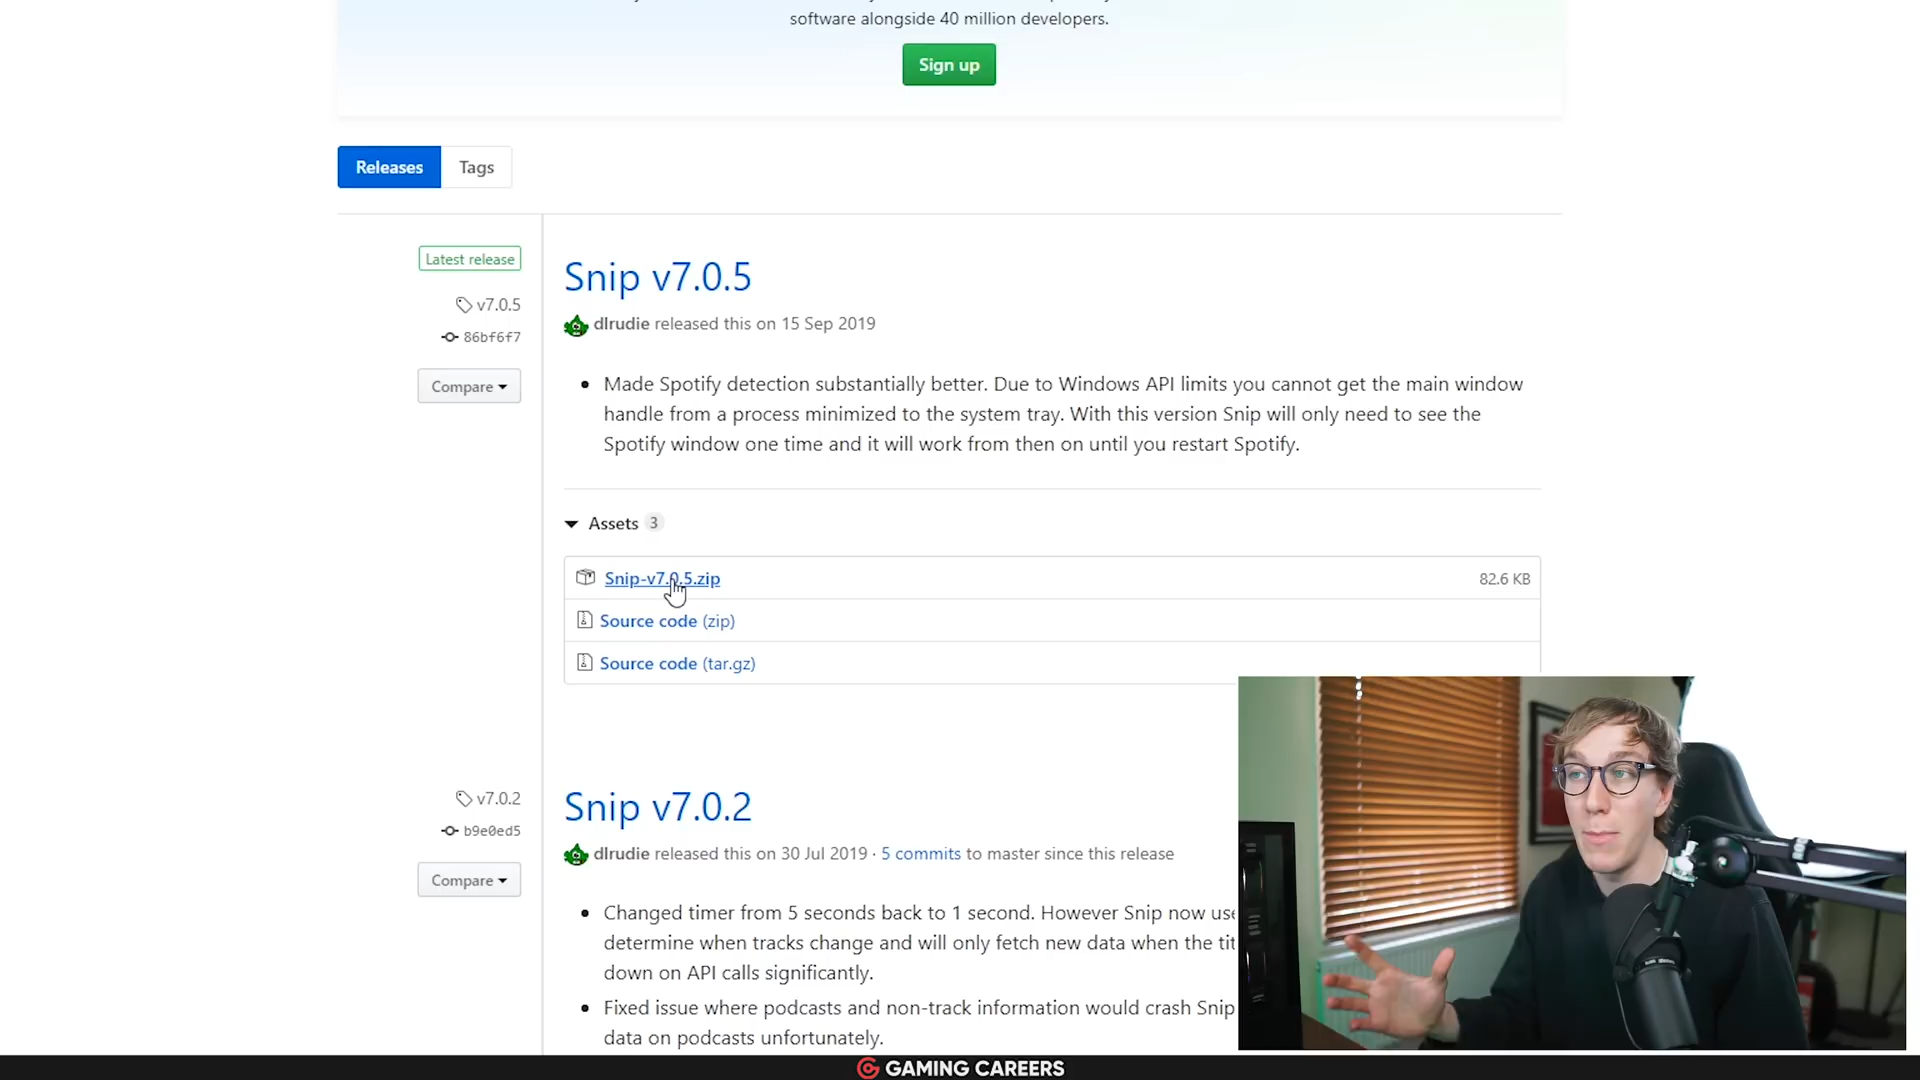 software alongside 40 million developers.
Sign up
Releases
Tags
Latest release
v7.0.5
86bf6f7
Compare
Snip v7.0.5
dlrudie released this on 15 Sep 2019
Made Spotify detection substantially better. Due to Windows API limits you cannot get the main window
handle from a process minimized to the system tray. With this version Snip will only need to see the
Spotify window one time and it will work from then on until you restart Spotify.
Assets 3
Snip-v7.0.5.zip 82.6 KB
Source code (zip)
Source code (tar.gz)
v7.0.2
b9e0ed5
Compare
Snip v7.0.2
dlrudie released this on 30 Jul 2019 · 5 commits to master since this release
Changed timer from 5 seconds back to 1 second. However Snip now
determine when tracks change and will only fetch new data when the
down on API calls significantly.
Fixed issue where podcasts and non-track information would crash Snip
data on podcasts unfortunately.
GAMING CAREERS